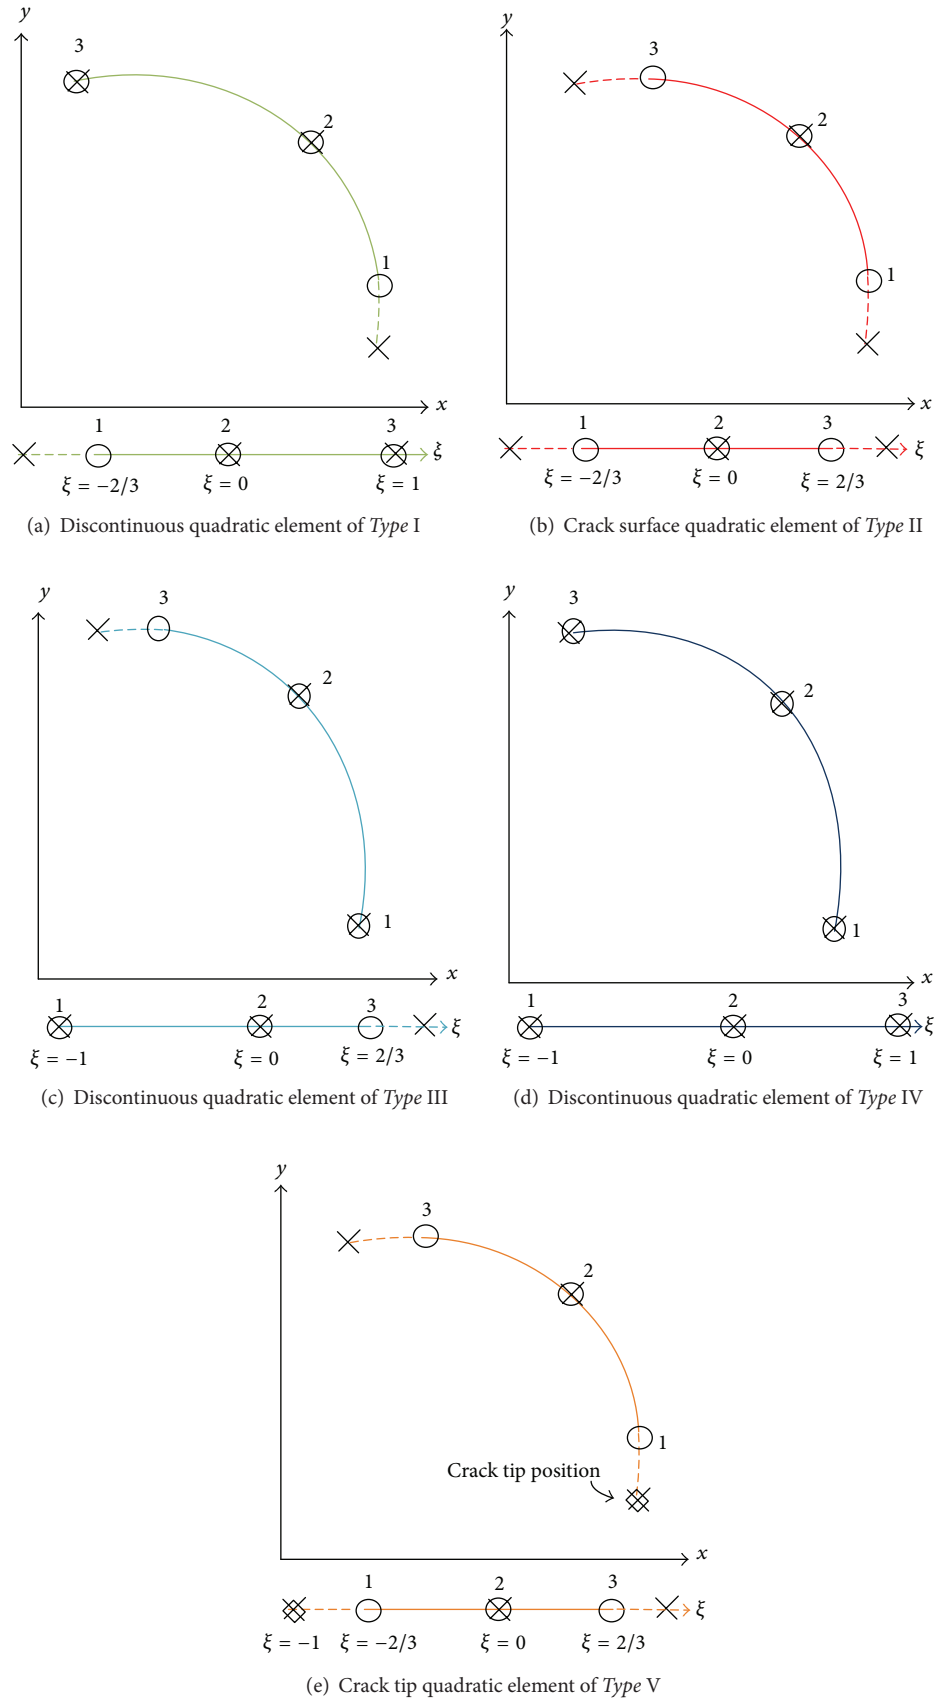 y
3
2
1
x
1 2 3
ξ
ξ = −2/3 ξ = 0 ξ = 1
(a) Discontinuous quadratic element of Type I
y
3
2
1
x
1 2 3
ξ
ξ = −2/3 ξ = 0 ξ = 2/3
(b) Crack surface quadratic element of Type II
y
3
2
1
x
1 2 3
ξ
ξ = −1 ξ = 0 ξ = 2/3
(c) Discontinuous quadratic element of Type III
y
3
2
1
x
1 2 3
ξ
ξ = −1 ξ = 0 ξ = 1
(d) Discontinuous quadratic element of Type IV
y
3
2
1
Crack tip position
x
1 2 3
ξ
ξ = −1 ξ = −2/3 ξ = 0 ξ = 2/3
(e) Crack tip quadratic element of Type V